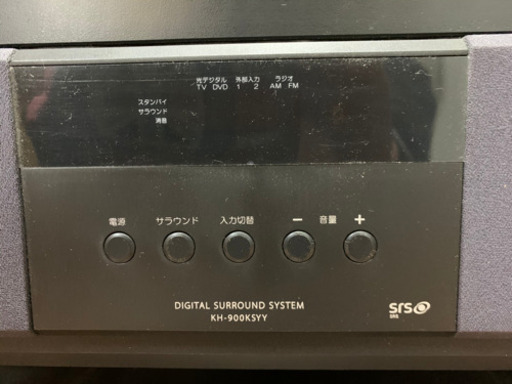 光デジタル 外部入力 ラジオ
TV DVD 1 2 AM FM
スタンバイ
サラウンド
消音
電源 サラウンド 入力切替 － 音量 ＋
DIGITAL SURROUND SYSTEM
KH-900KSYY
SRS